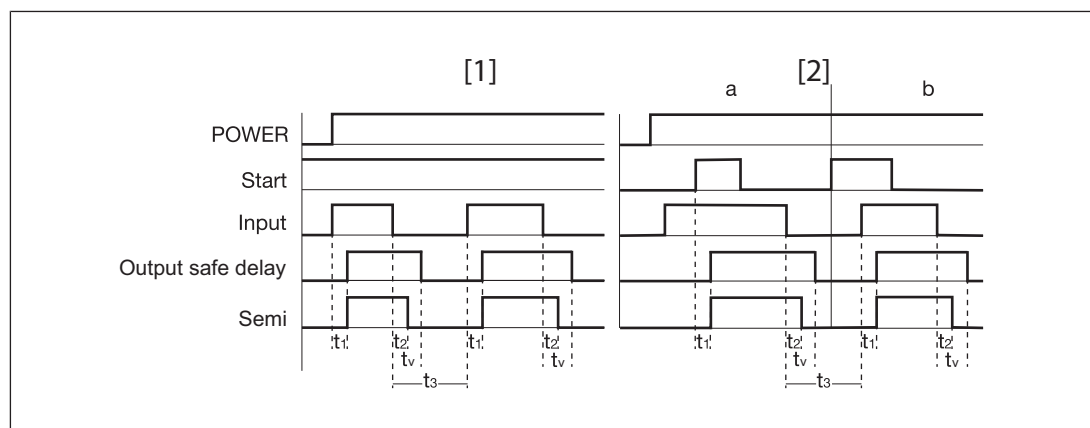 [1] [2]
a b
POWER
Start
Input
Output safe delay
Semi
t1 t2 t1 t2 t1 t2 t1 t2
tv tv tv tv
t3 t3